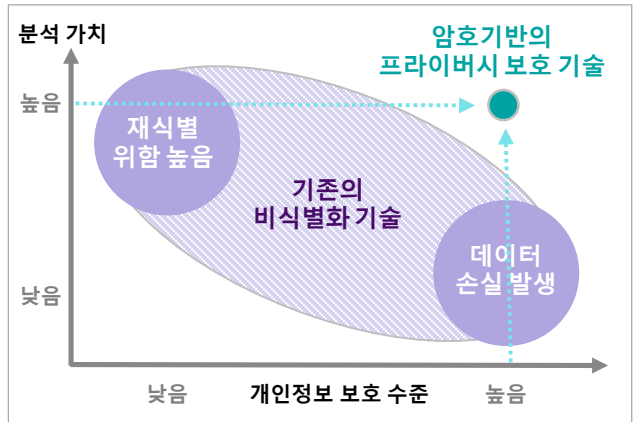 분석 가치
암호기반의
프라이버시 보호 기술
높음
재식별
위함 높음
기존의
비식별화 기술
데이터
손실 발생
낮음
낮음
개인정보 보호 수준
높음